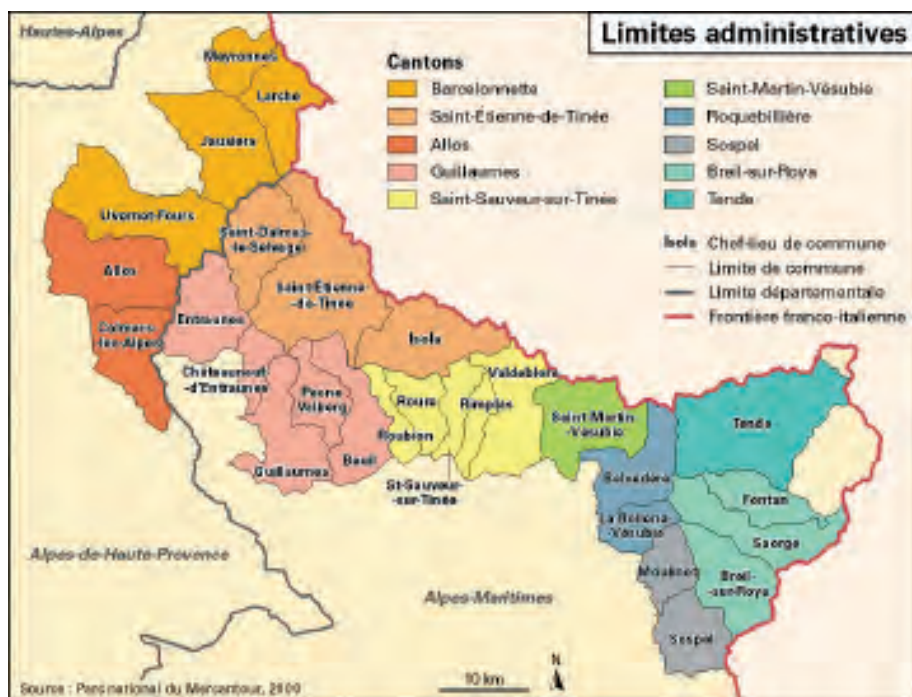 Hautes-Alpes
Limites administratives
Cantons
Barcelonnette
Saint-Étienne-de-Tinée
Allos
Guillaumes
Saint-Sauveur-sur-Tinée
Saint-Martin-Vésubie
Roquebillière
Sospel
Breil-sur-Roya
Tende
Isola Chef-lieu de commune
Limite de commune
Limite départementale
Frontière franco-italienne
Meyronnes
Larche
Jausiers
Uvernet-Fours
Saint-Dalmas
-le-Selvage
Allos
Saint-Étienne
-de-Tinée
Entraunes
Colmars
-les-Alpes
Isola
Châteauneuf
-d'Entraunes
Péone
Valberg
Roure
Rimplas
Valdeblore
Saint-Martin
-Vésubie
Tende
Roubion
Guillaumes
Beuil
St-Sauveur
-sur-Tinée
Belvédère
Fontan
La Bollène
-Vésubie
Saorge
Moulinet
Breil
-sur-Roya
Sospel
Alpes-de-Haute-Provence
Alpes-Maritimes
Source : Parc national du Mercantour, 2000
10 km
N